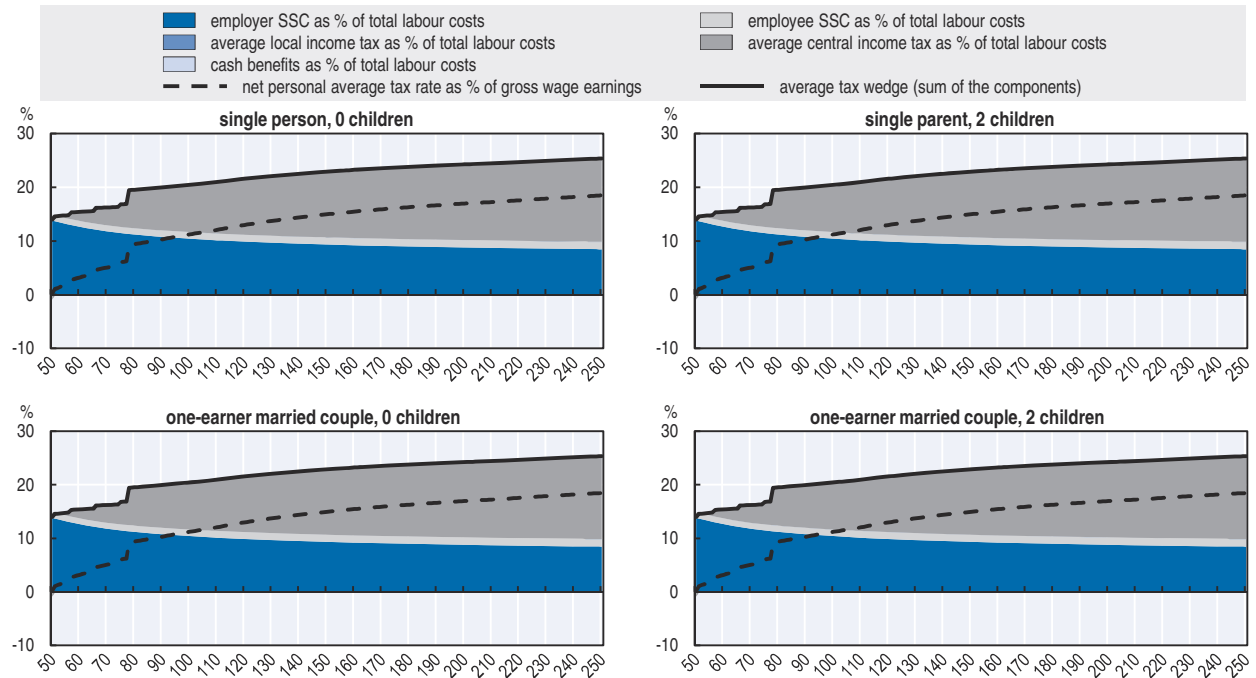 employer SSC as % of total labour costs
employee SSC as % of total labour costs
average local income tax as % of total labour costs
average central income tax as % of total labour costs
cash benefits as % of total labour costs
net personal average tax rate as % of gross wage earnings
average tax wedge (sum of the components)
%
single person, 0 children
30
20
10
0
-10
50 60 70 80 90 100 110 120 130 140 150 160 170 180 190 200 210 220 230 240 250
%
single parent, 2 children
30
20
10
0
-10
50 60 70 80 90 100 110 120 130 140 150 160 170 180 190 200 210 220 230 240 250
%
one-earner married couple, 0 children
30
20
10
0
-10
50 60 70 80 90 100 110 120 130 140 150 160 170 180 190 200 210 220 230 240 250
%
one-earner married couple, 2 children
30
20
10
0
-10
50 60 70 80 90 100 110 120 130 140 150 160 170 180 190 200 210 220 230 240 250